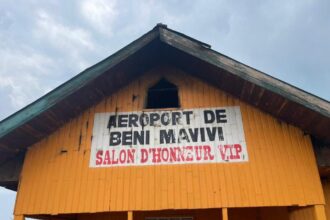 AEROPORT DE
BENI MAVIVI
SALON D'HONNEUR VIP